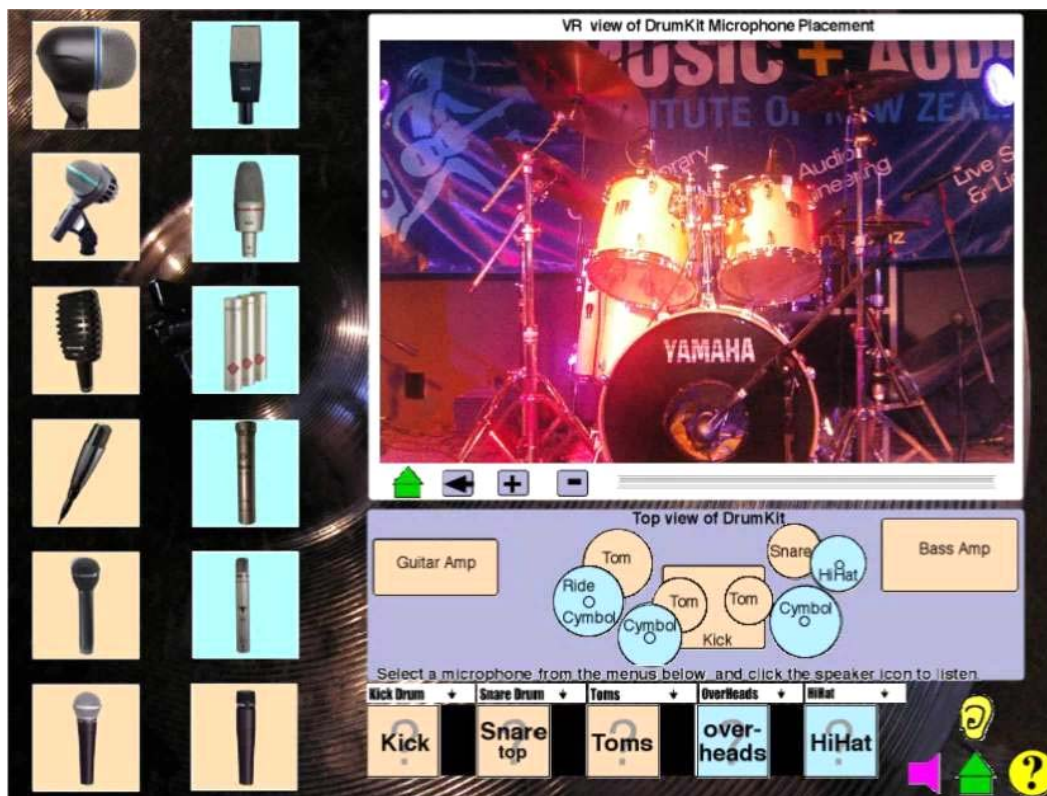 VR view of DrumKit Microphone Placement
MUSIC + AUD
ITUTE OF NEW ZEAL
Audio
Live S
YAMAHA
Top view of DrumKit
Guitar Amp
Tom
Snare
Bass Amp
HiHat
Ride
Cymbol
Tom
Tom
Cymbol
Cymbol
Kick
Select a microphone from the menus below and click the speaker icon to listen.
Kick Drum
Snare Drum
Toms
OverHeads
HiHat
Kick
Snare
top
Toms
over-
heads
HiHat
?